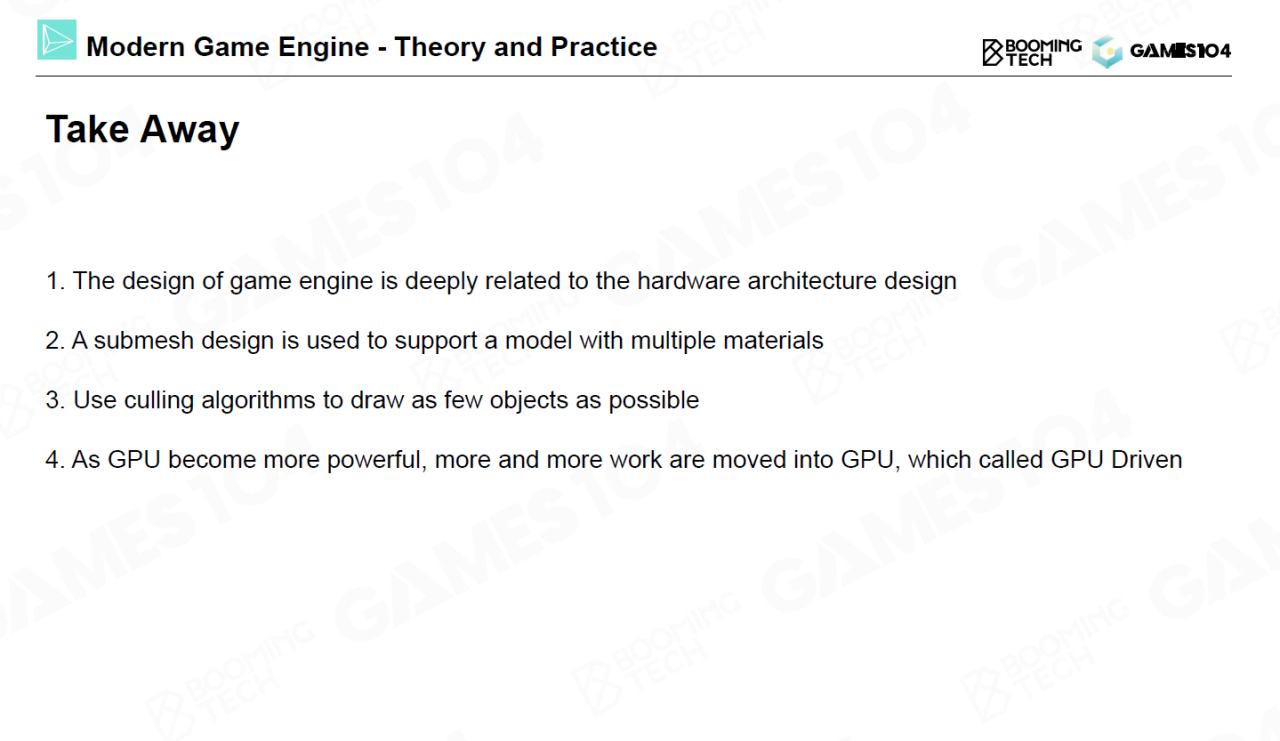 Modern Game Engine - Theory and Practice
BOOMING
TECH
GAMES104
Take Away
1. The design of game engine is deeply related to the hardware architecture design
2. A submesh design is used to support a model with multiple materials
3. Use culling algorithms to draw as few objects as possible
4. As GPU become more powerful, more and more work are moved into GPU, which called GPU Driven